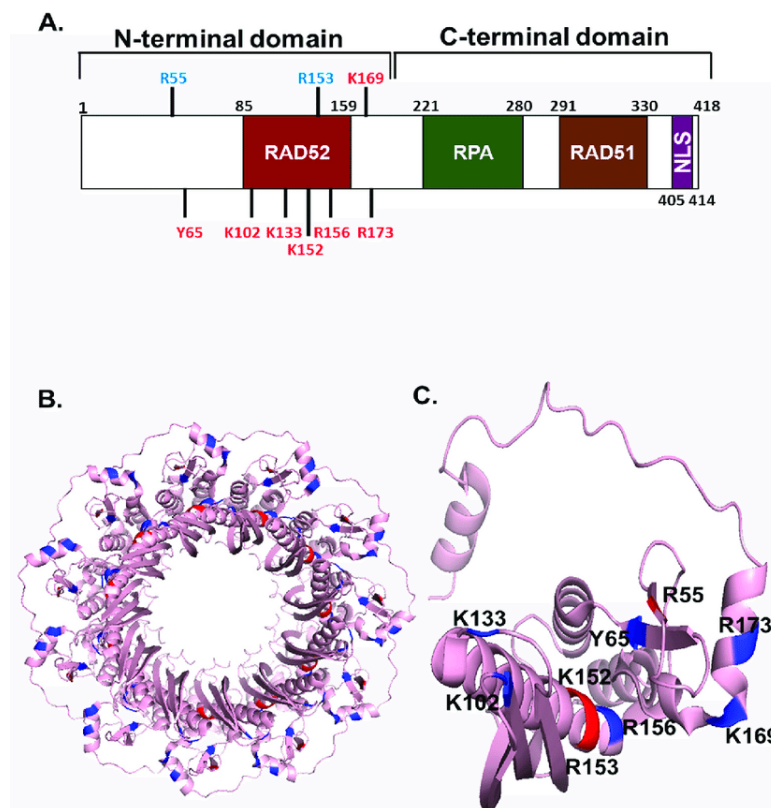 A.
N-terminal domain C-terminal domain
R55 R153 K169
1 85 159 221 280 291 330 418
RAD52 RPA RAD51 NLS
405 414
Y65 K102 K133 R156 R173
K152
B. C.
R55
K133 Y65 R173
K152
K102
R156 K169
R153